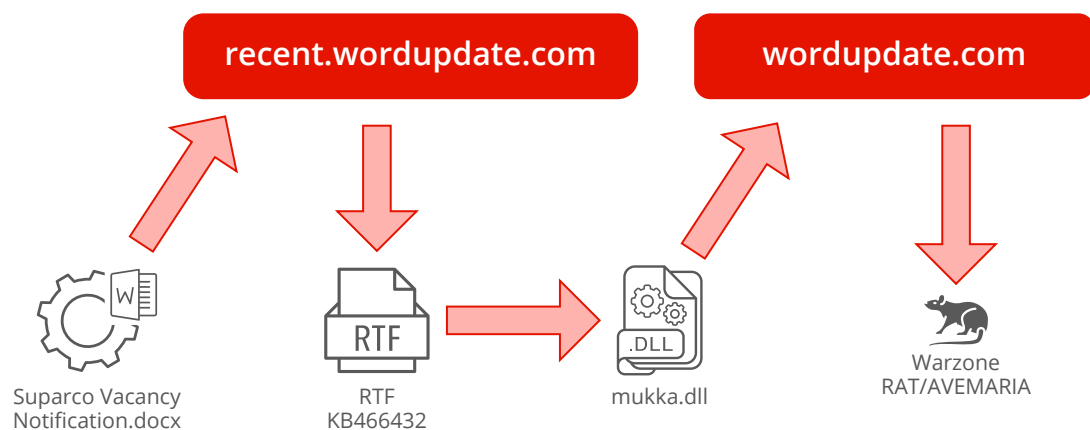 recent.wordupdate.com
wordupdate.com
W
RTF
.DLL
Suparco Vacancy
Notification.docx
RTF
KB466432
mukka.dll
Warzone
RAT/AVEMARIA